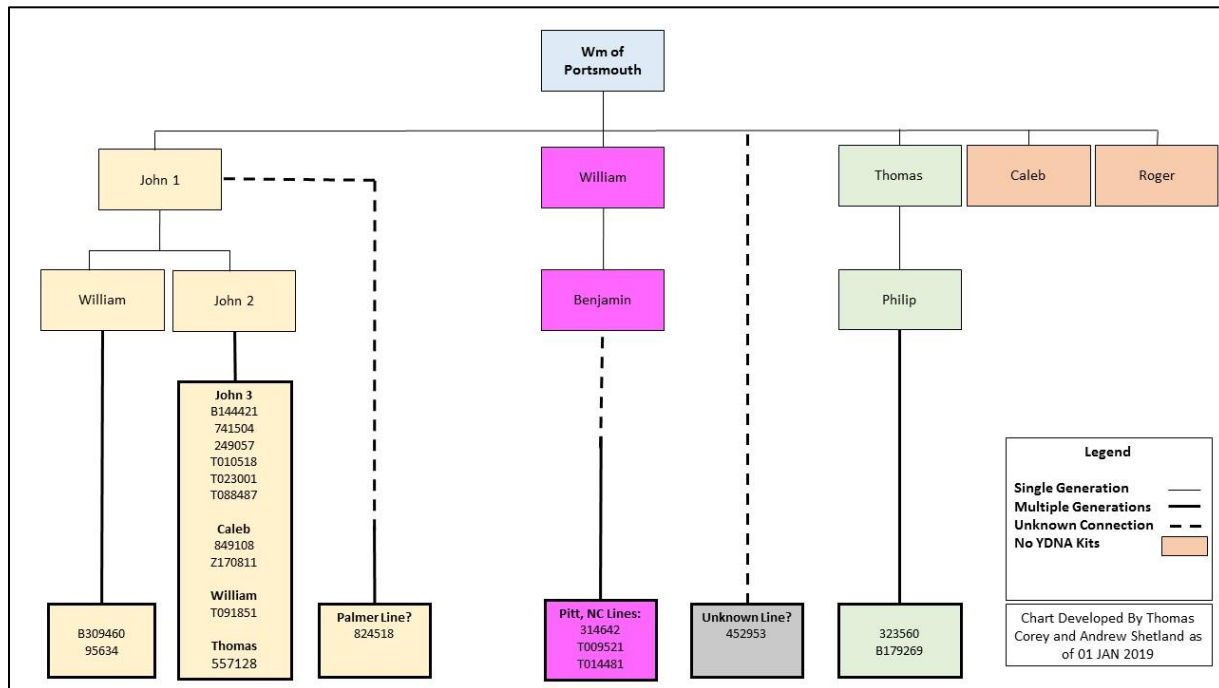 Wm of
Portsmouth
John 1
William
Thomas
Caleb
Roger
William
John 2
Benjamin
Philip
John 3
B144421
741504
249057
T010518
T023001
T088487
Caleb
849108
Z170811
William
T091851
Thomas
557128
B309460
95634
Palmer Line?
824518
Pitt, NC Lines:
314642
T009521
T014481
Unknown Line?
452953
323560
B179269
Legend
Single Generation
Multiple Generations
Unknown Connection
No YDNA Kits
Chart Developed By Thomas
Corey and Andrew Shetland as
of 01 JAN 2019